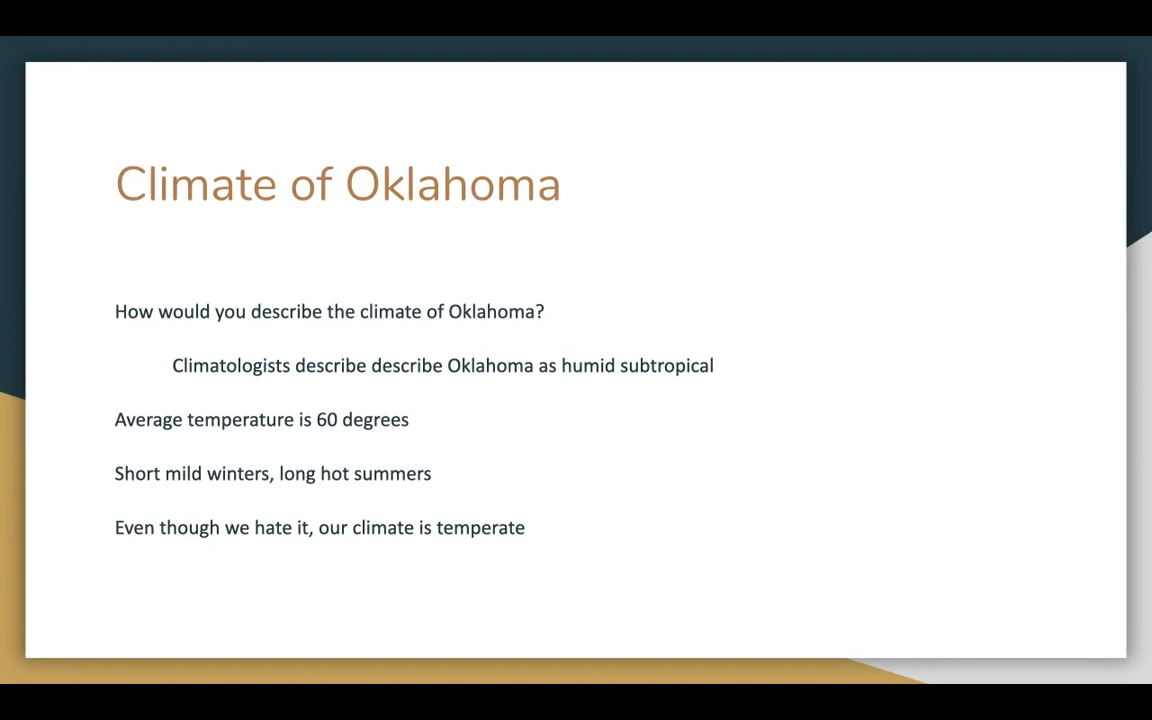 Climate of Oklahoma
How would you describe the climate of Oklahoma?
Climatologists describe describe Oklahoma as humid subtropical
Average temperature is 60 degrees
Short mild winters, long hot summers
Even though we hate it, our climate is temperate